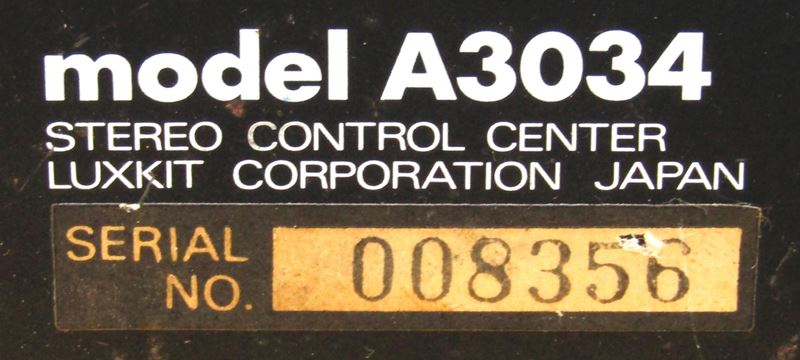 model A3034
STEREO CONTROL CENTER
LUXKIT CORPORATION JAPAN
SERIAL NO. 008356